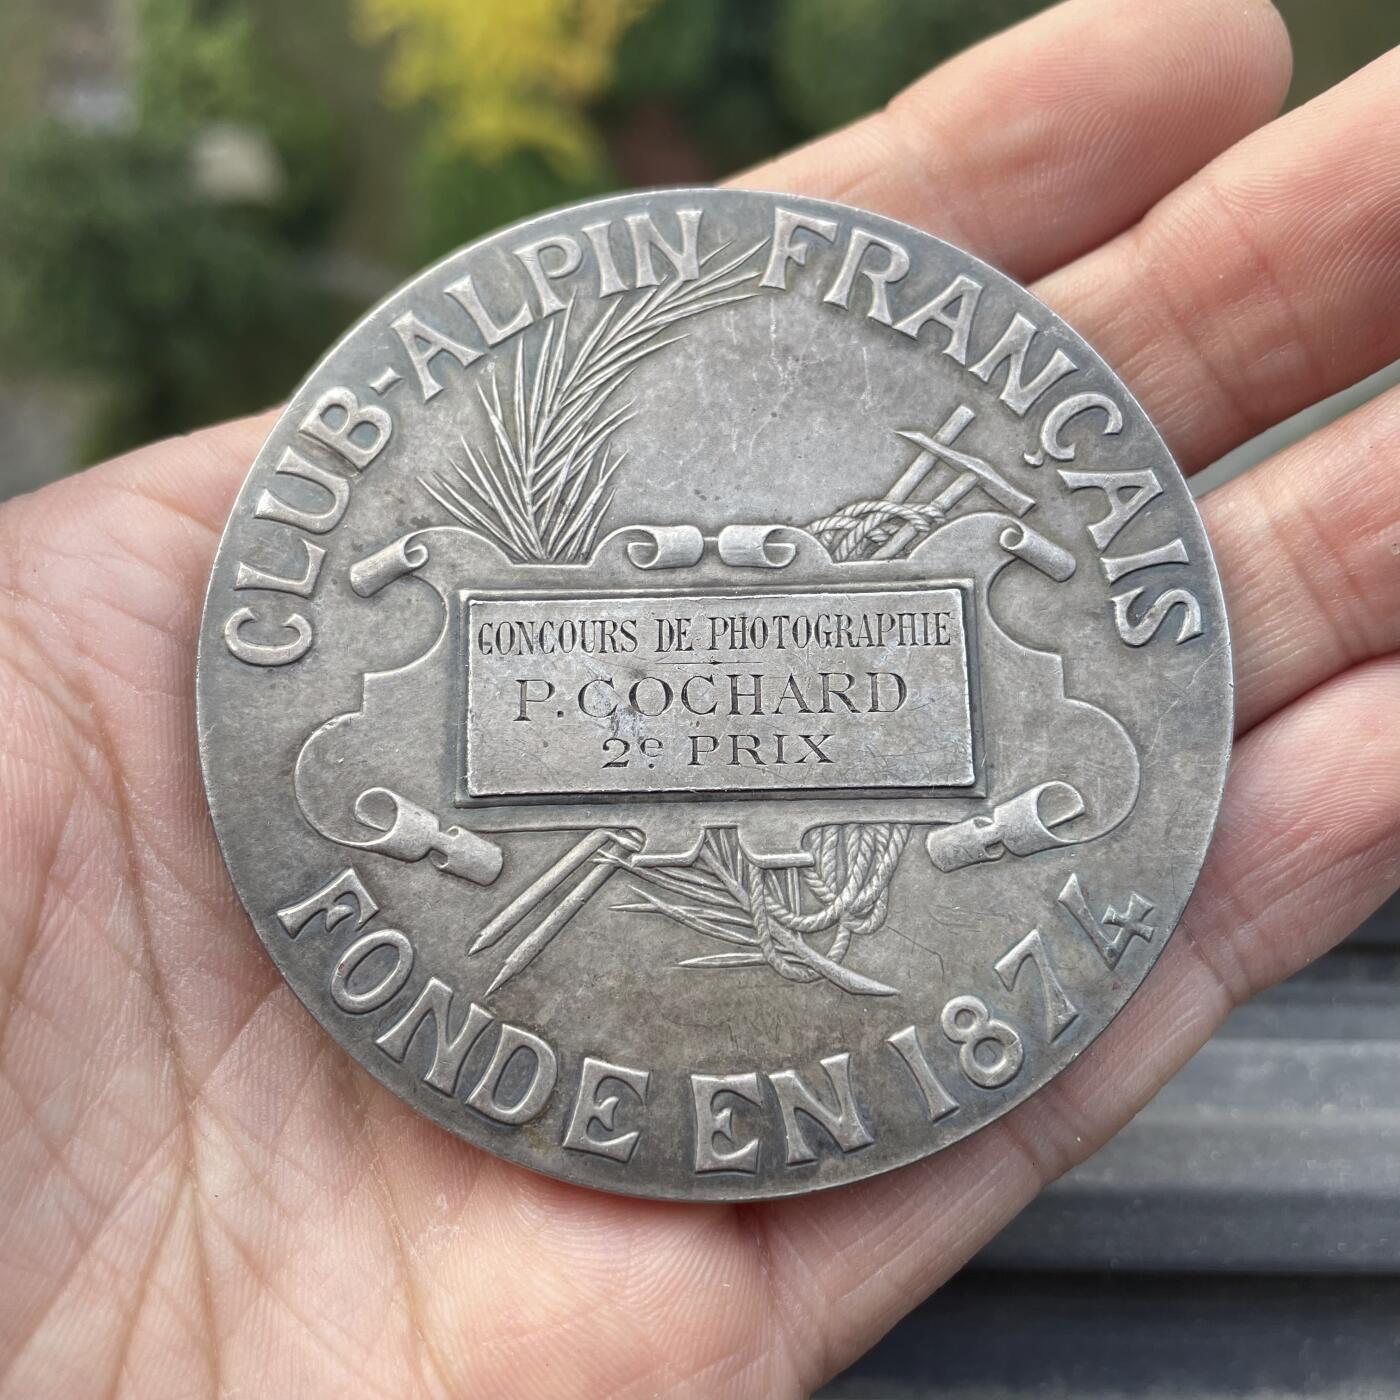 CLUB-ALPIN FRANÇAIS
CONCOURS DE PHOTOGRAPHIE
P. COCHARD
2e PRIX
FONDE EN 1874